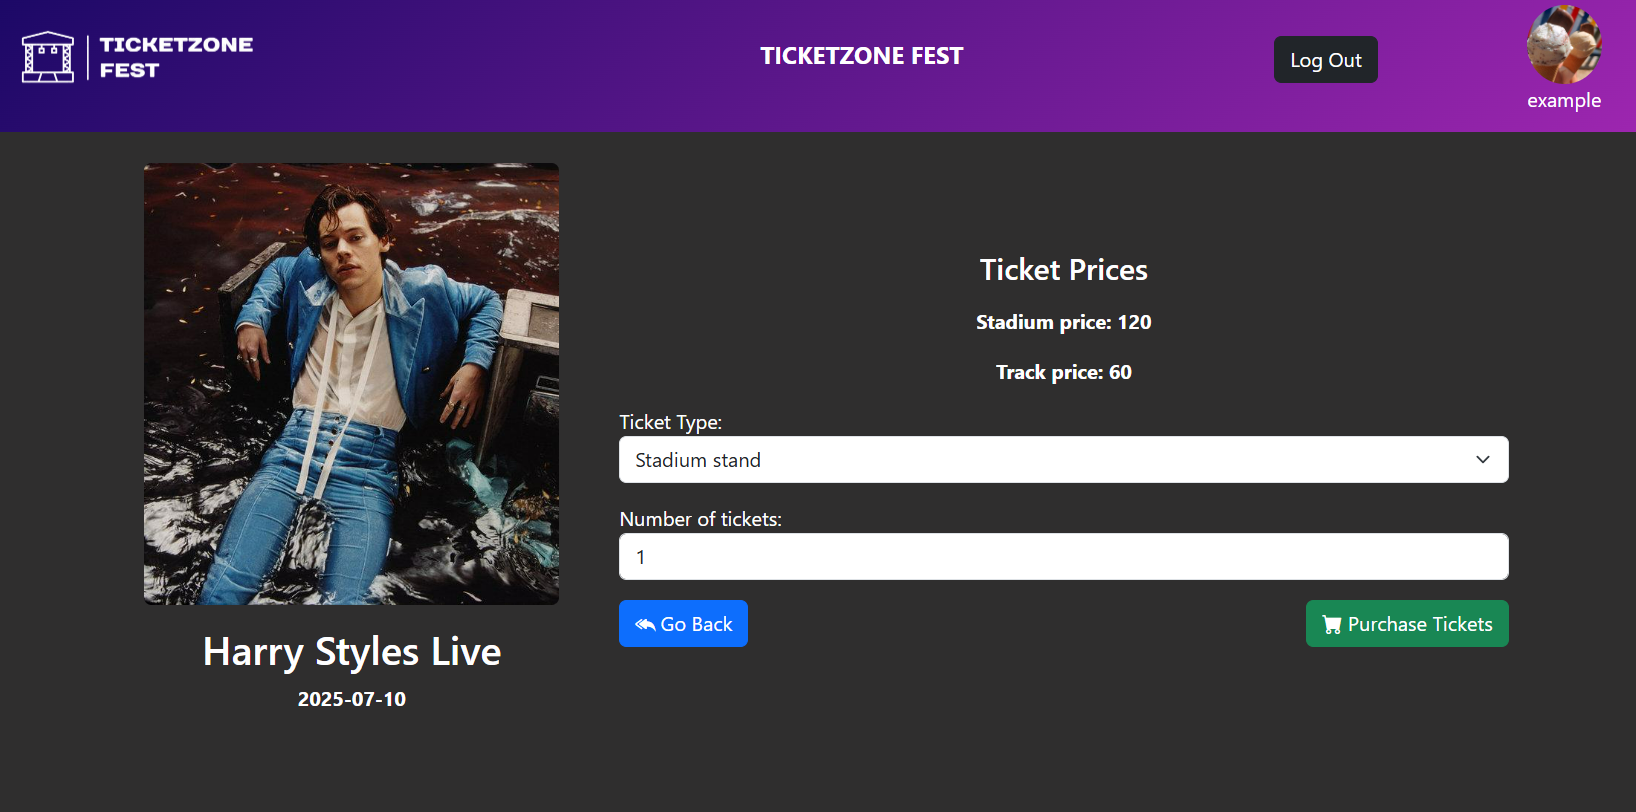 TICKETZONE
FEST
TICKETZONE FEST
Log Out
example
Harry Styles Live
2025-07-10
Ticket Prices
Stadium price: 120
Track price: 60
Ticket Type:
Stadium stand
Number of tickets:
1
Go Back
Purchase Tickets